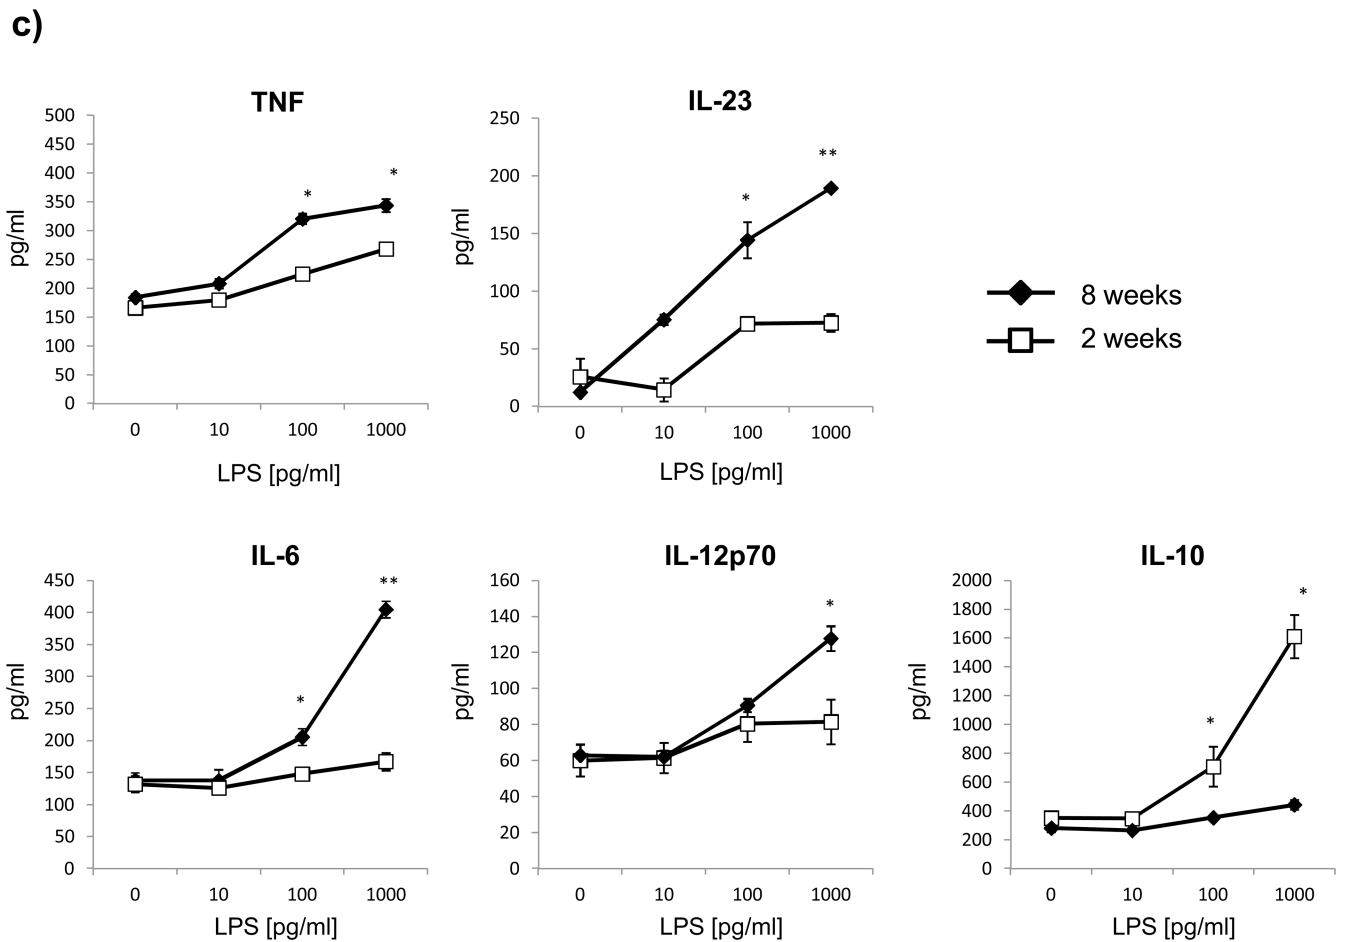 c)
TNF
500
450
400
350
300
250
200
150
100
50
0
pg/ml
* *
0 10 100 1000
LPS [pg/ml]
IL-23
250
200
150
100
50
0
pg/ml
* **
0 10 100 1000
LPS [pg/ml]
8 weeks
2 weeks
IL-6
450
400
350
300
250
200
150
100
50
0
pg/ml
* **
0 10 100 1000
LPS [pg/ml]
IL-12p70
160
140
120
100
80
60
40
20
0
pg/ml
*
0 10 100 1000
LPS [pg/ml]
IL-10
2000
1800
1600
1400
1200
1000
800
600
400
200
0
pg/ml
* *
0 10 100 1000
LPS [pg/ml]